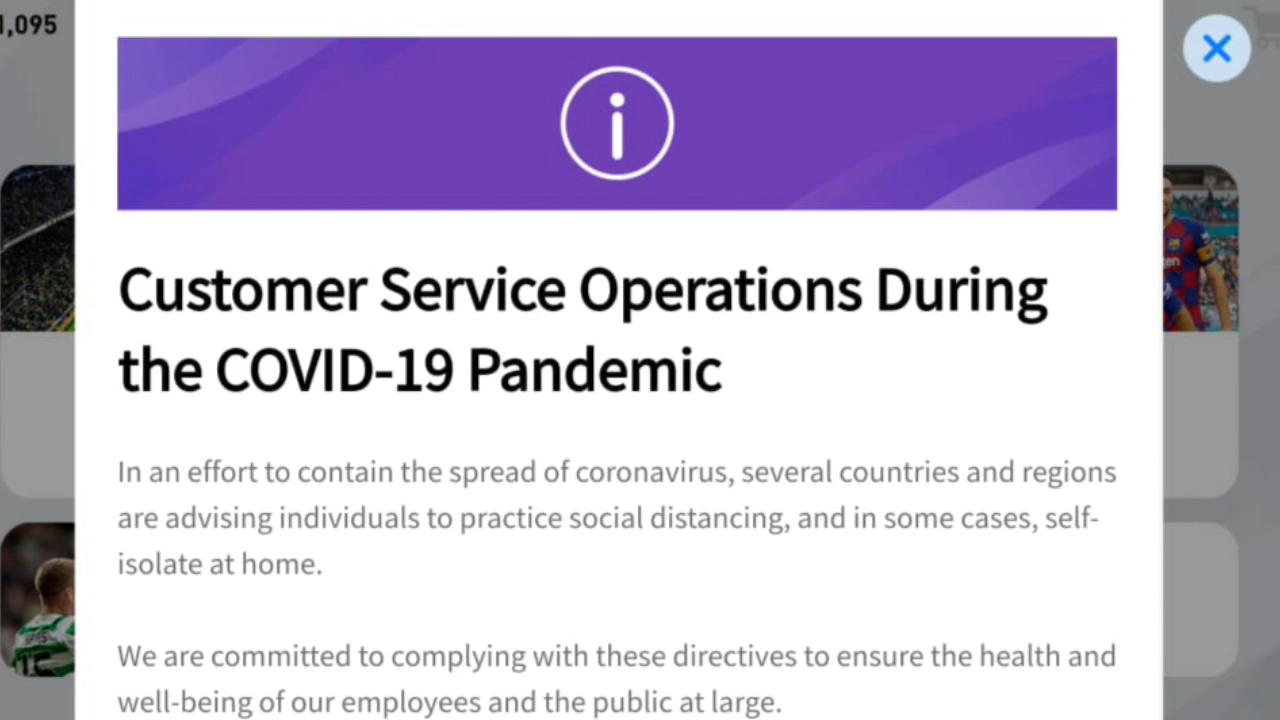 1,095
Customer Service Operations During
the COVID-19 Pandemic
In an effort to contain the spread of coronavirus, several countries and regions
are advising individuals to practice social distancing, and in some cases, self-
isolate at home.
We are committed to complying with these directives to ensure the health and
well-being of our employees and the public at large.